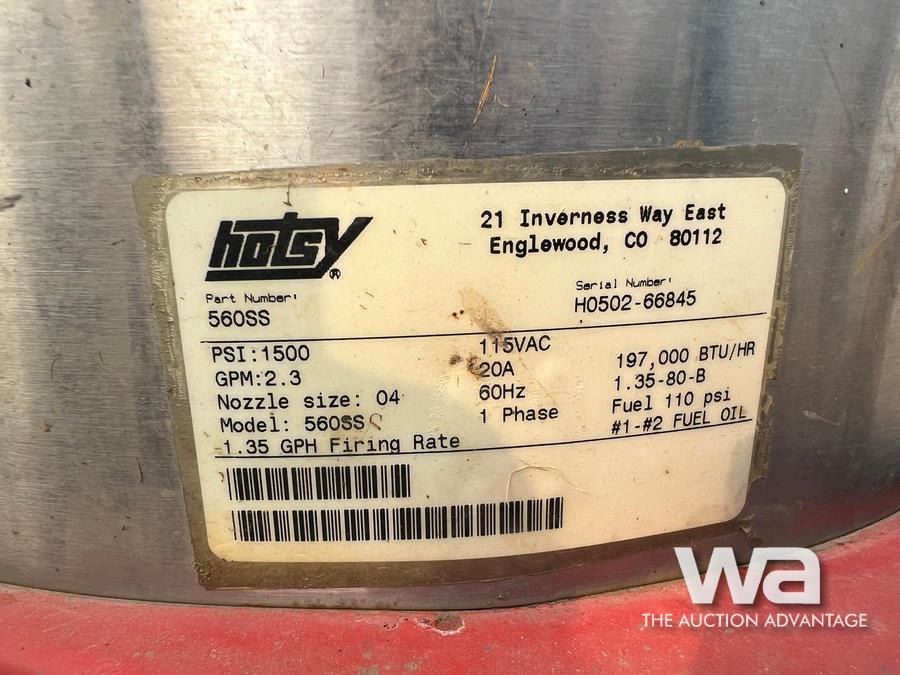 hotsy®
21 Inverness Way East
Englewood, CO 80112
Part Number:
560SS
Serial Number:
H0502-66845
PSI:1500
GPM:2.3
Nozzle size: 04
Model: 560SS
1.35 GPH Firing Rate
115VAC
20A
60Hz
1 Phase
197,000 BTU/HR
1.35-80-B
Fuel 110 psi
#1-#2 FUEL OIL
wa
THE AUCTION ADVANTAGE